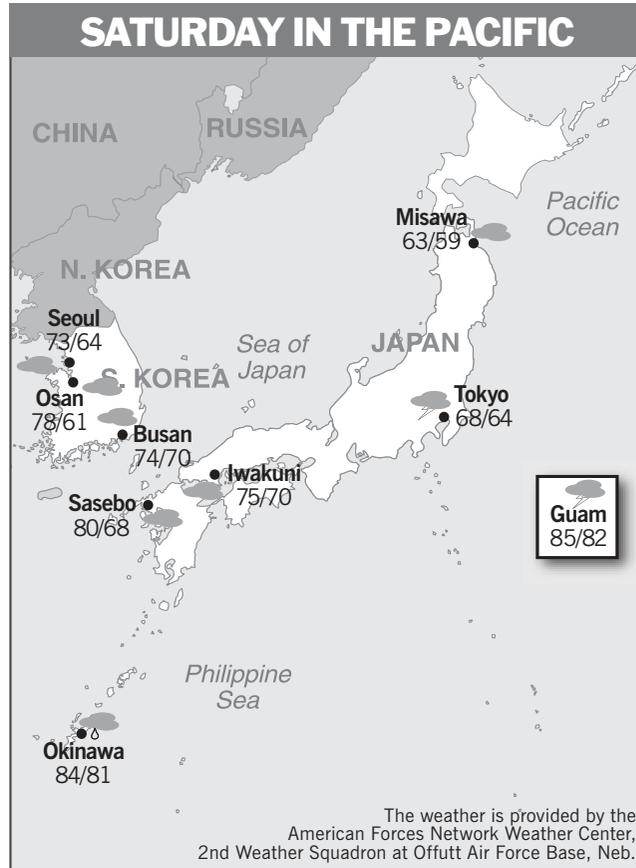 SATURDAY IN THE PACIFIC
CHINA
RUSSIA
Pacific
Ocean
Misawa
63/59
N. KOREA
Seoul
73/64
Sea of
Japan
JAPAN
S. KOREA
Osan
78/61
Tokyo
68/64
Busan
74/70
Iwakuni
75/70
Sasebo
80/68
Guam
85/82
Philippine
Sea
Okinawa
84/81
The weather is provided by the
American Forces Network Weather Center,
2nd Weather Squadron at Offutt Air Force Base, Neb.